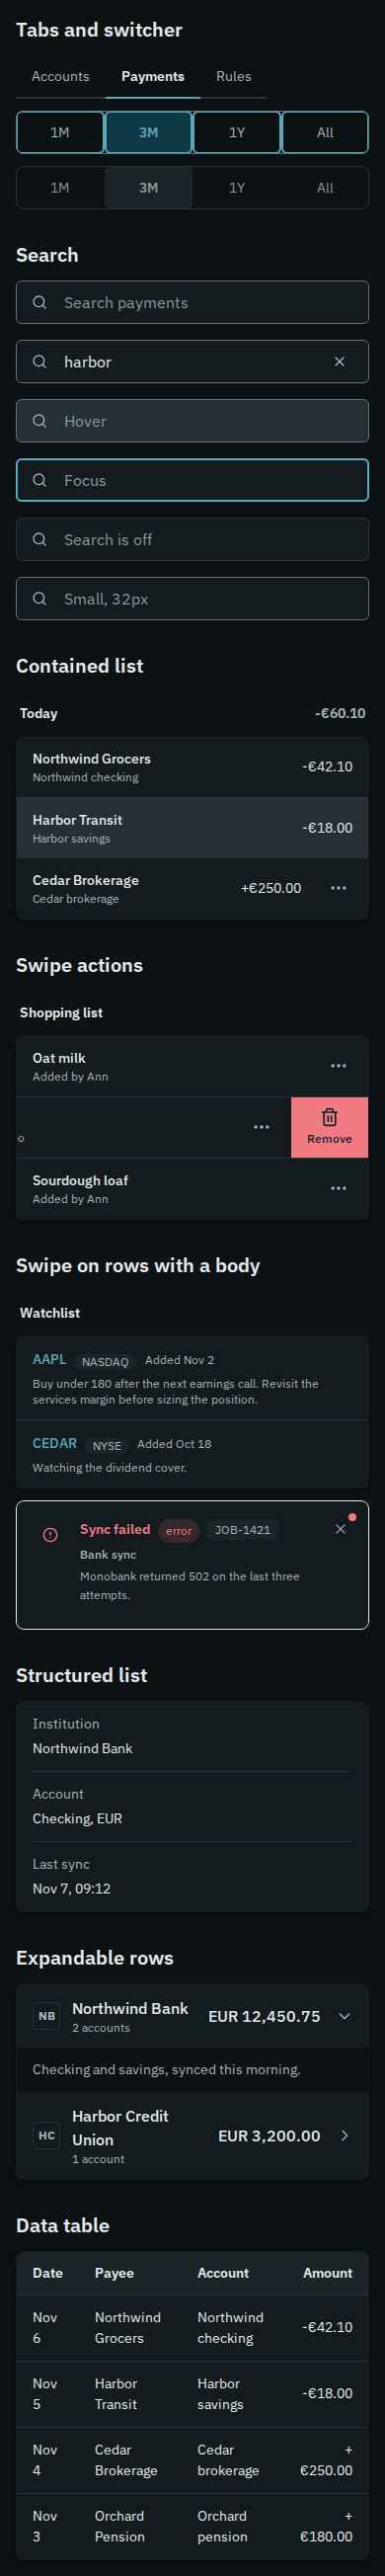 Tabs and switcher
Accounts Payments Rules
1M 3M 1Y All
1M 3M 1Y All
Search
Search payments
harbor
Hover
Focus
Search is off
Small, 32px
Contained list
Today -€60.10
Northwind Grocers
Northwind checking
-€42.10
Harbor Transit
Harbor savings
-€18.00
Cedar Brokerage
Cedar brokerage
+€250.00
Swipe actions
Shopping list
Oat milk
Added by Ann
o
Remove
Sourdough loaf
Added by Ann
Swipe on rows with a body
Watchlist
AAPL NASDAQ Added Nov 2
Buy under 180 after the next earnings call. Revisit the
services margin before sizing the position.
CEDAR NYSE Added Oct 18
Watching the dividend cover.
Sync failed error JOB-1421
Bank sync
Monobank returned 502 on the last three
attempts.
Structured list
Institution
Northwind Bank
Account
Checking, EUR
Last sync
Nov 7, 09:12
Expandable rows
NB
Northwind Bank
2 accounts
EUR 12,450.75
Checking and savings, synced this morning.
HC
Harbor Credit
Union
1 account
EUR 3,200.00
Data table
Date Payee Account Amount
Nov Northwind Northwind -€42.10
6 Grocers checking
Nov Harbor Harbor -€18.00
5 Transit savings
Nov Cedar Cedar +
4 Brokerage brokerage €250.00
Nov Orchard Orchard +
3 Pension pension €180.00